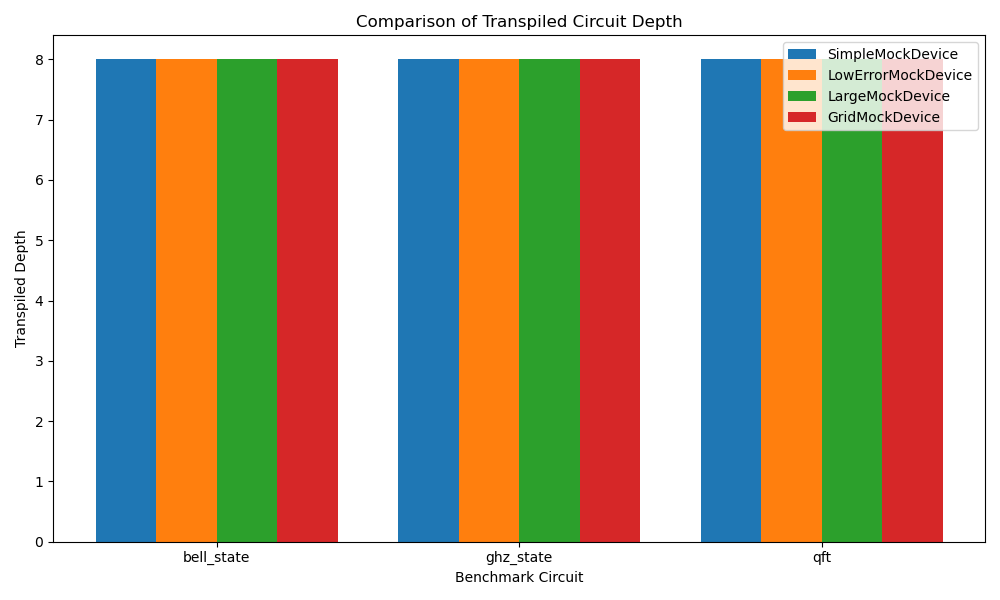 Comparison of Transpiled Circuit Depth
SimpleMockDevice
LowErrorMockDevice
LargeMockDevice
GridMockDevice
Transpiled Depth
8
7
6
5
4
3
2
1
0
bell_state ghz_state qft
Benchmark Circuit